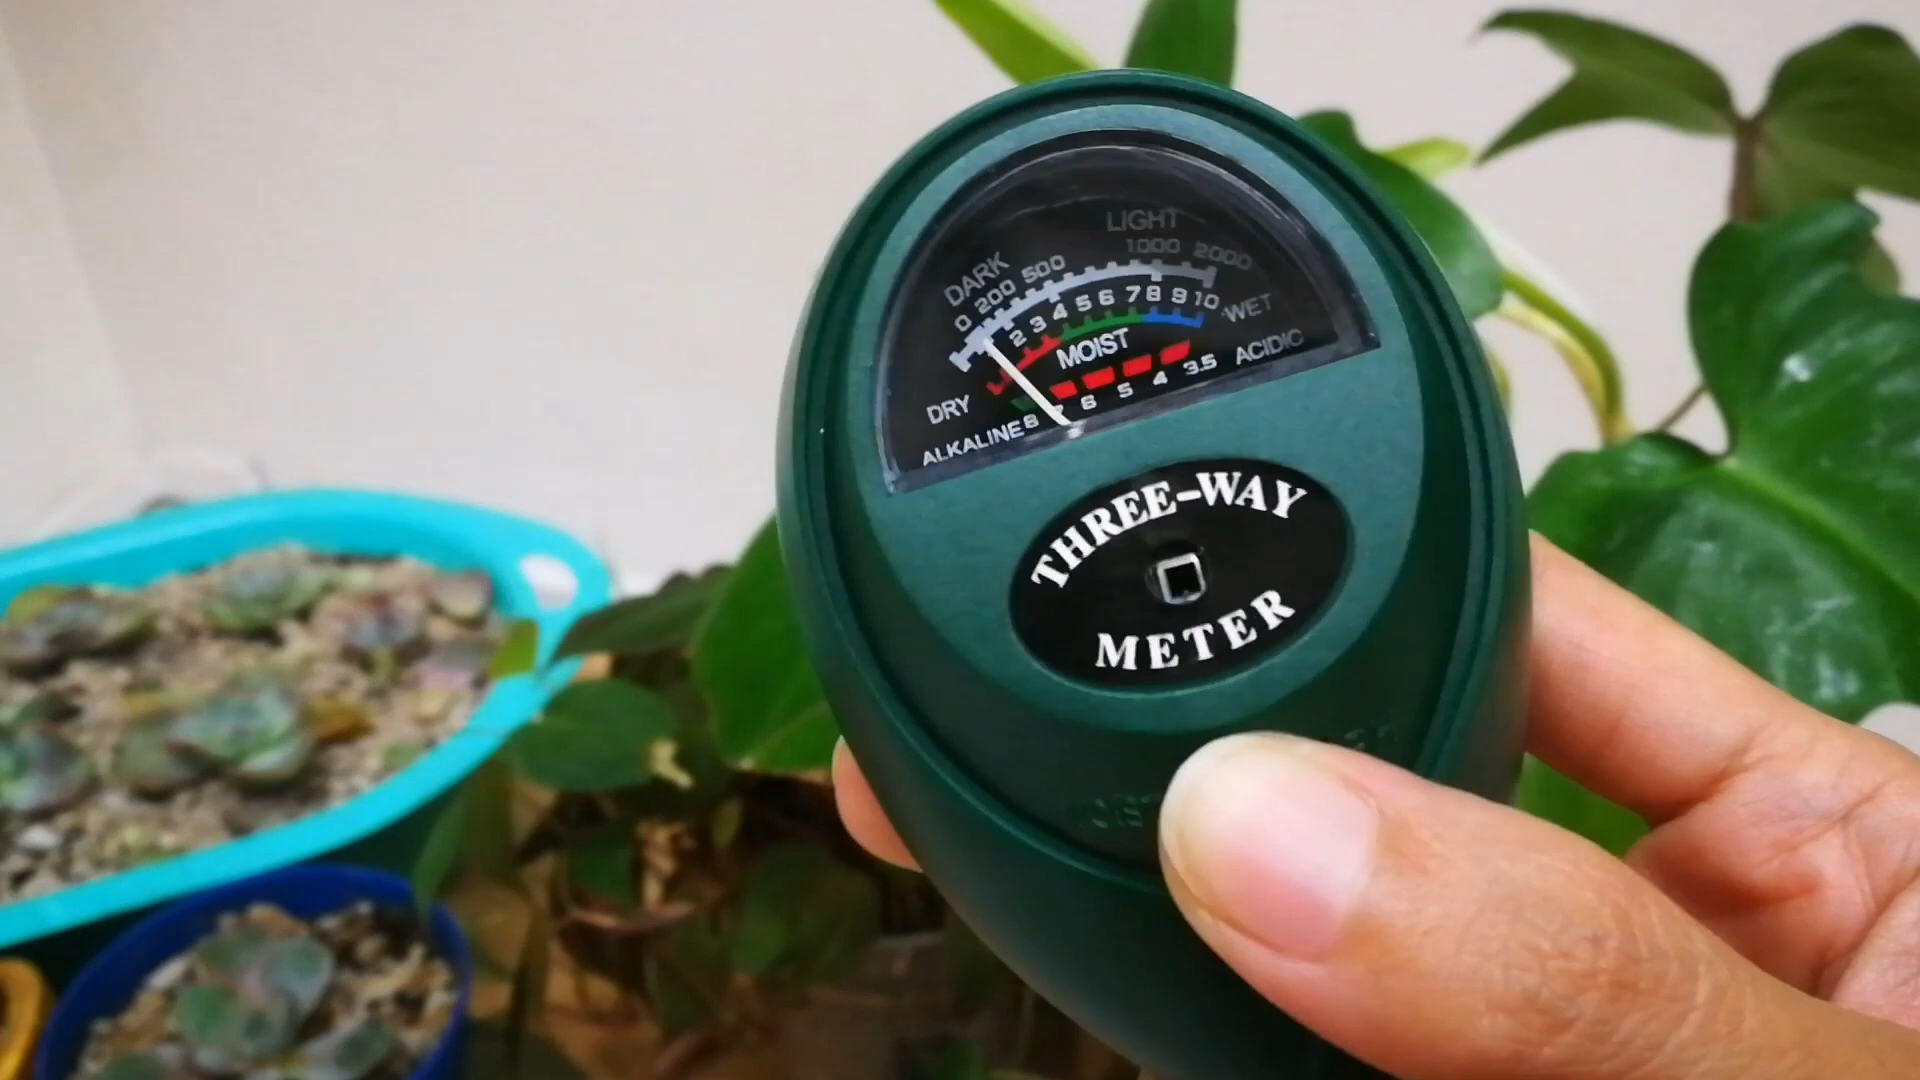 LIGHT
DARK
0 200 500 1000 2000
2 3 4 5 6 7 8 9 10
WET
MOIST
DRY
ALKALINE 8 7 6 5 4 3.5 ACIDIC
THREE-WAY
METER